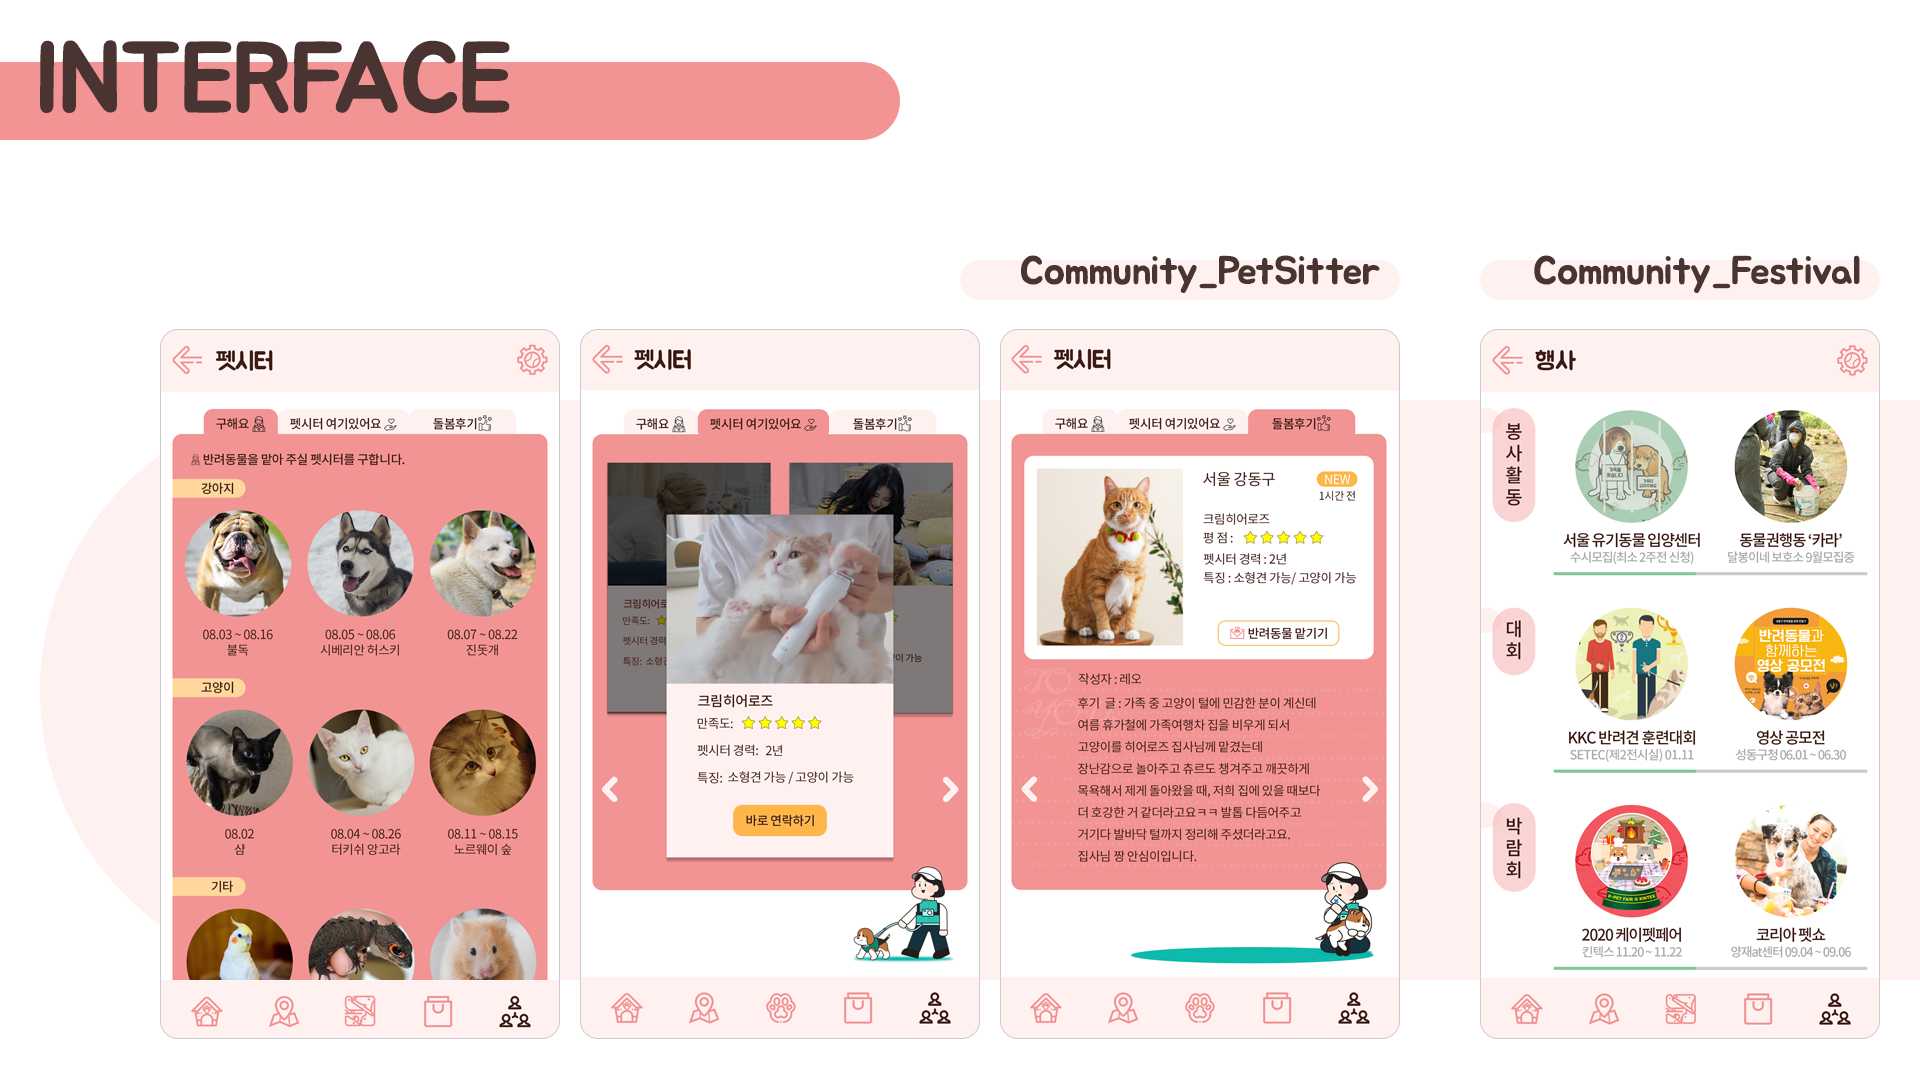 INTERFACE
Community_PetSitter
Community_Festival
펫시터
구해요
펫시터 여기있어요
돌봄후기
반려동물을 맡아 주실 펫시터를 구합니다.
강아지
08.03 ~ 08.16
불독
08.05 ~ 08.06
시베리안 허스키
08.07 ~ 08.22
진돗개
고양이
08.02
샴
08.04 ~ 08.26
터키쉬 앙고라
08.11 ~ 08.15
노르웨이 숲
기타
펫시터
구해요
펫시터 여기있어요
돌봄후기
크림히어로
만족도:
펫시터 경력
특징: 소형
가능
크림히어로즈
만족도:
펫시터 경력: 2년
특징: 소형견 가능 / 고양이 가능
바로 연락하기
펫시터
구해요
펫시터 여기있어요
돌봄후기
서울 강동구
NEW
1시간 전
크림히어로즈
평 점 :
펫시터 경력 : 2년
특징 : 소형견 가능/ 고양이 가능
반려동물 맡기기
TO
YO
작성자 : 레오
후기 글 : 가족 중 고양이 털에 민감한 분이 계신데
여름 휴가철에 가족여행차 집을 비우게 되서
고양이를 히어로즈 집사님께 맡겼는데
장난감으로 놀아주고 츄르도 챙겨주고 깨끗하게
목욕해서 제게 돌아왔을 때, 저희 집에 있을 때보다
더 호강한 거 같더라고요ㅋㅋ 발톱 다듬어주고
거기다 발바닥 털까지 정리해 주셨더라고요.
집사님 짱 안심이입니다.
행사
봉사활동
서울 유기동물 입양센터
수시모집(최소 2주전 신청)
동물권행동 ‘카라’
달봉이네 보호소 9월모집중
대회
KKC 반려견 훈련대회
SETEC(제2전시실) 01.11
반려동물과
함께하는
영상 공모전
영상 공모전
성동구청 06.01 ~ 06.30
박람회
K-PET FAIR @ KINTEX
2020 케이펫페어
킨텍스 11.20 ~ 11.22
코리아 펫쇼
양재at센터 09.04 ~ 09.06